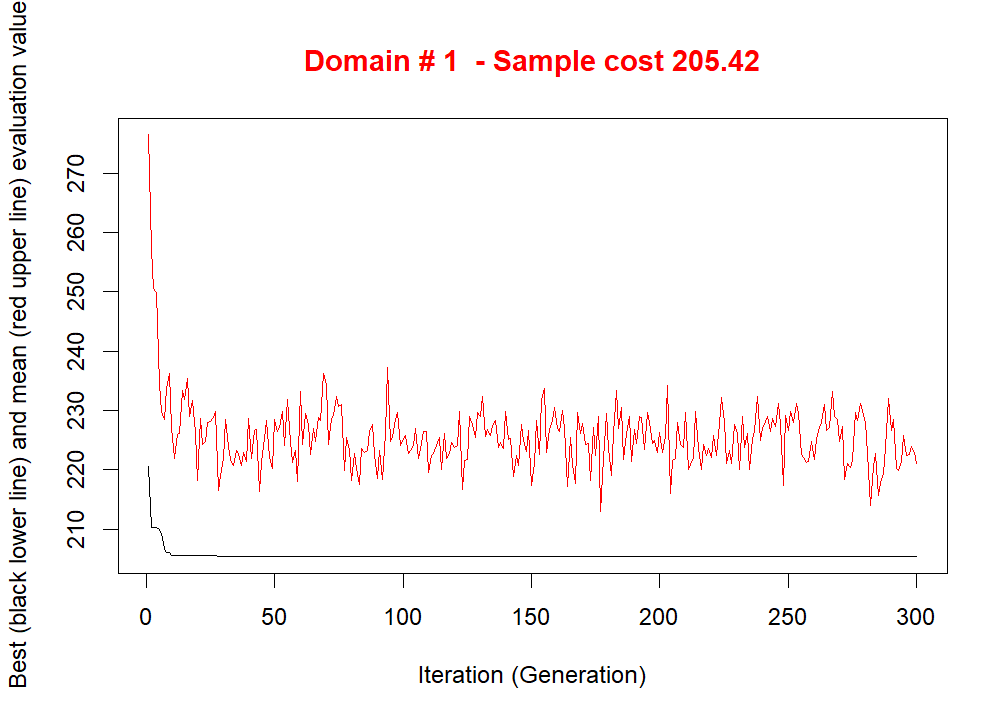 Domain # 1  - Sample cost 205.42
Best (black lower line) and mean (red upper line) evaluation value
270
260
250
240
230
220
210
0 50 100 150 200 250 300
Iteration (Generation)